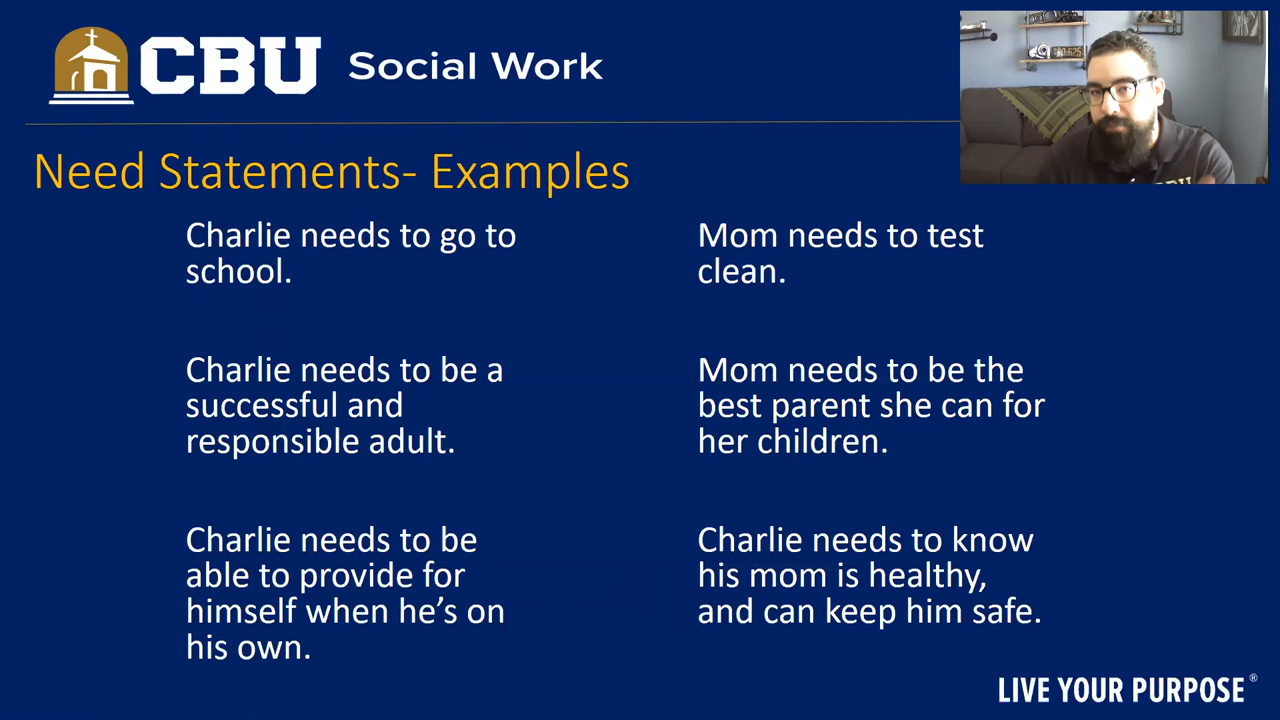 CBU Social Work
Need Statements- Examples
Charlie needs to go to
school.
Charlie needs to be a
successful and
responsible adult.
Charlie needs to be
able to provide for
himself when he's on
his own.
Mom needs to test
clean.
Mom needs to be the
best parent she can for
her children.
Charlie needs to know
his mom is healthy,
and can keep him safe.
LIVE YOUR PURPOSE®